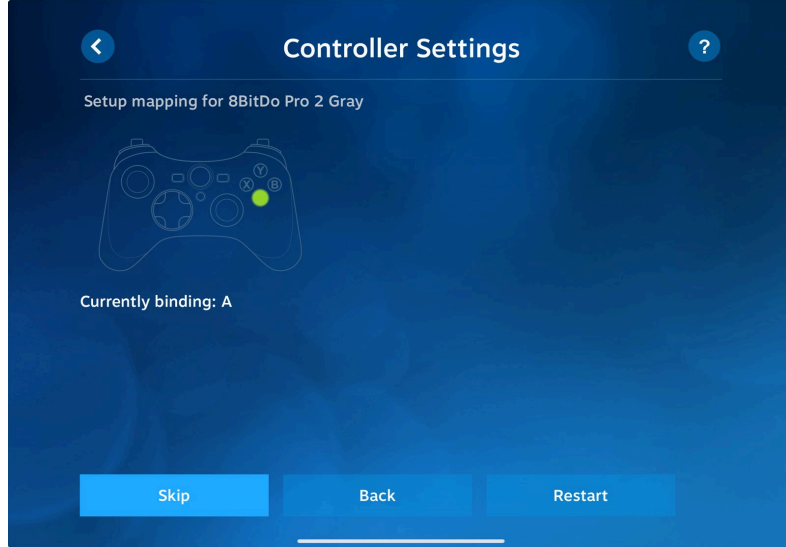 Controller Settings
?
Setup mapping for 8BitDo Pro 2 Gray
Y
X B
Currently binding: A
Skip Back Restart